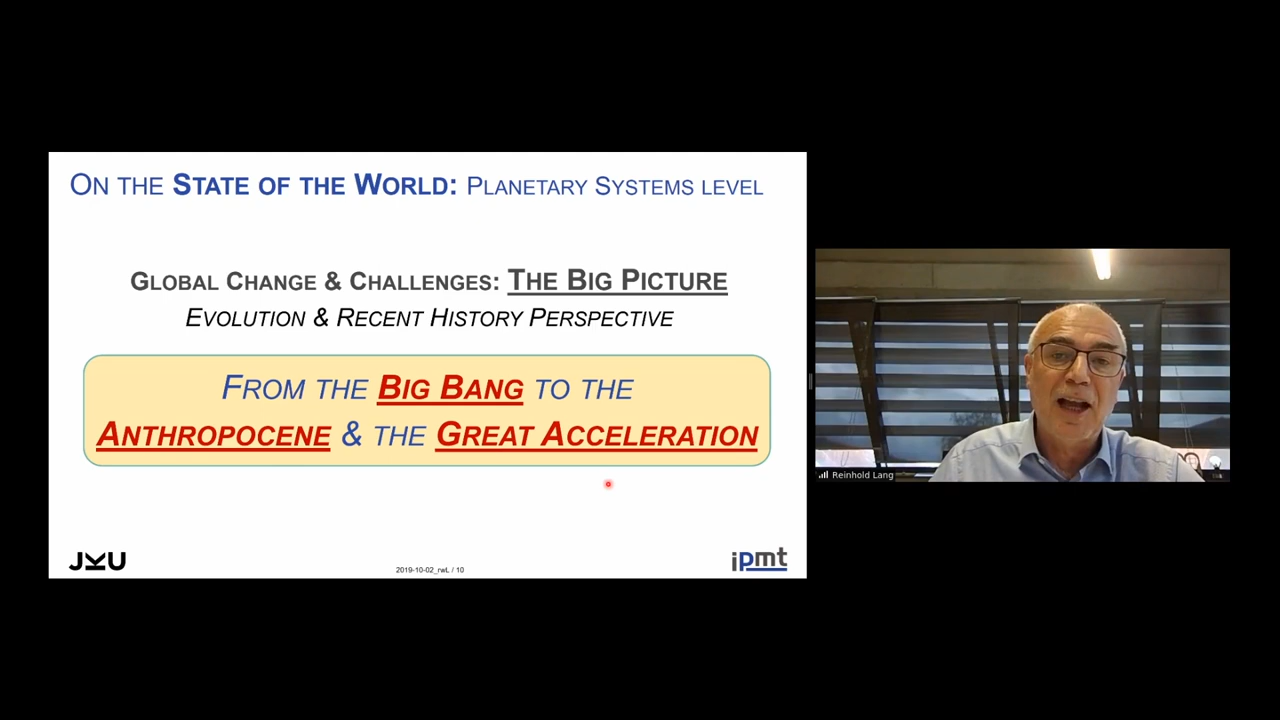 ON THE STATE OF THE WORLD: PLANETARY SYSTEMS LEVEL
GLOBAL CHANGE & CHALLENGES: THE BIG PICTURE
EVOLUTION & RECENT HISTORY PERSPECTIVE
FROM THE BIG BANG TO THE
ANTHROPOCENE & THE GREAT ACCELERATION
JKU
2019-10-02_rwL / 10
ipmt
Reinhold Lang